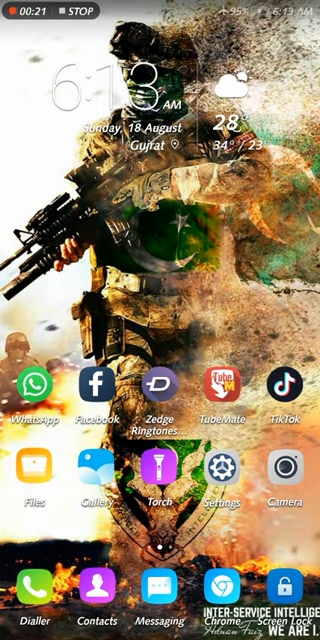 00:21 STOP 95% 6:13 AM
6:13 AM
Sunday, 18 August
Gujrat
28°
34° / 23°
WhatsApp Facebook Zedge Ringtones... TubeMate TikTok
Tube M
Files Gallery Torch Settings Camera
INTER-SERVICE INTELLIGE
Dialler Contacts Messaging Chrome Screen Lock
WE ARE I